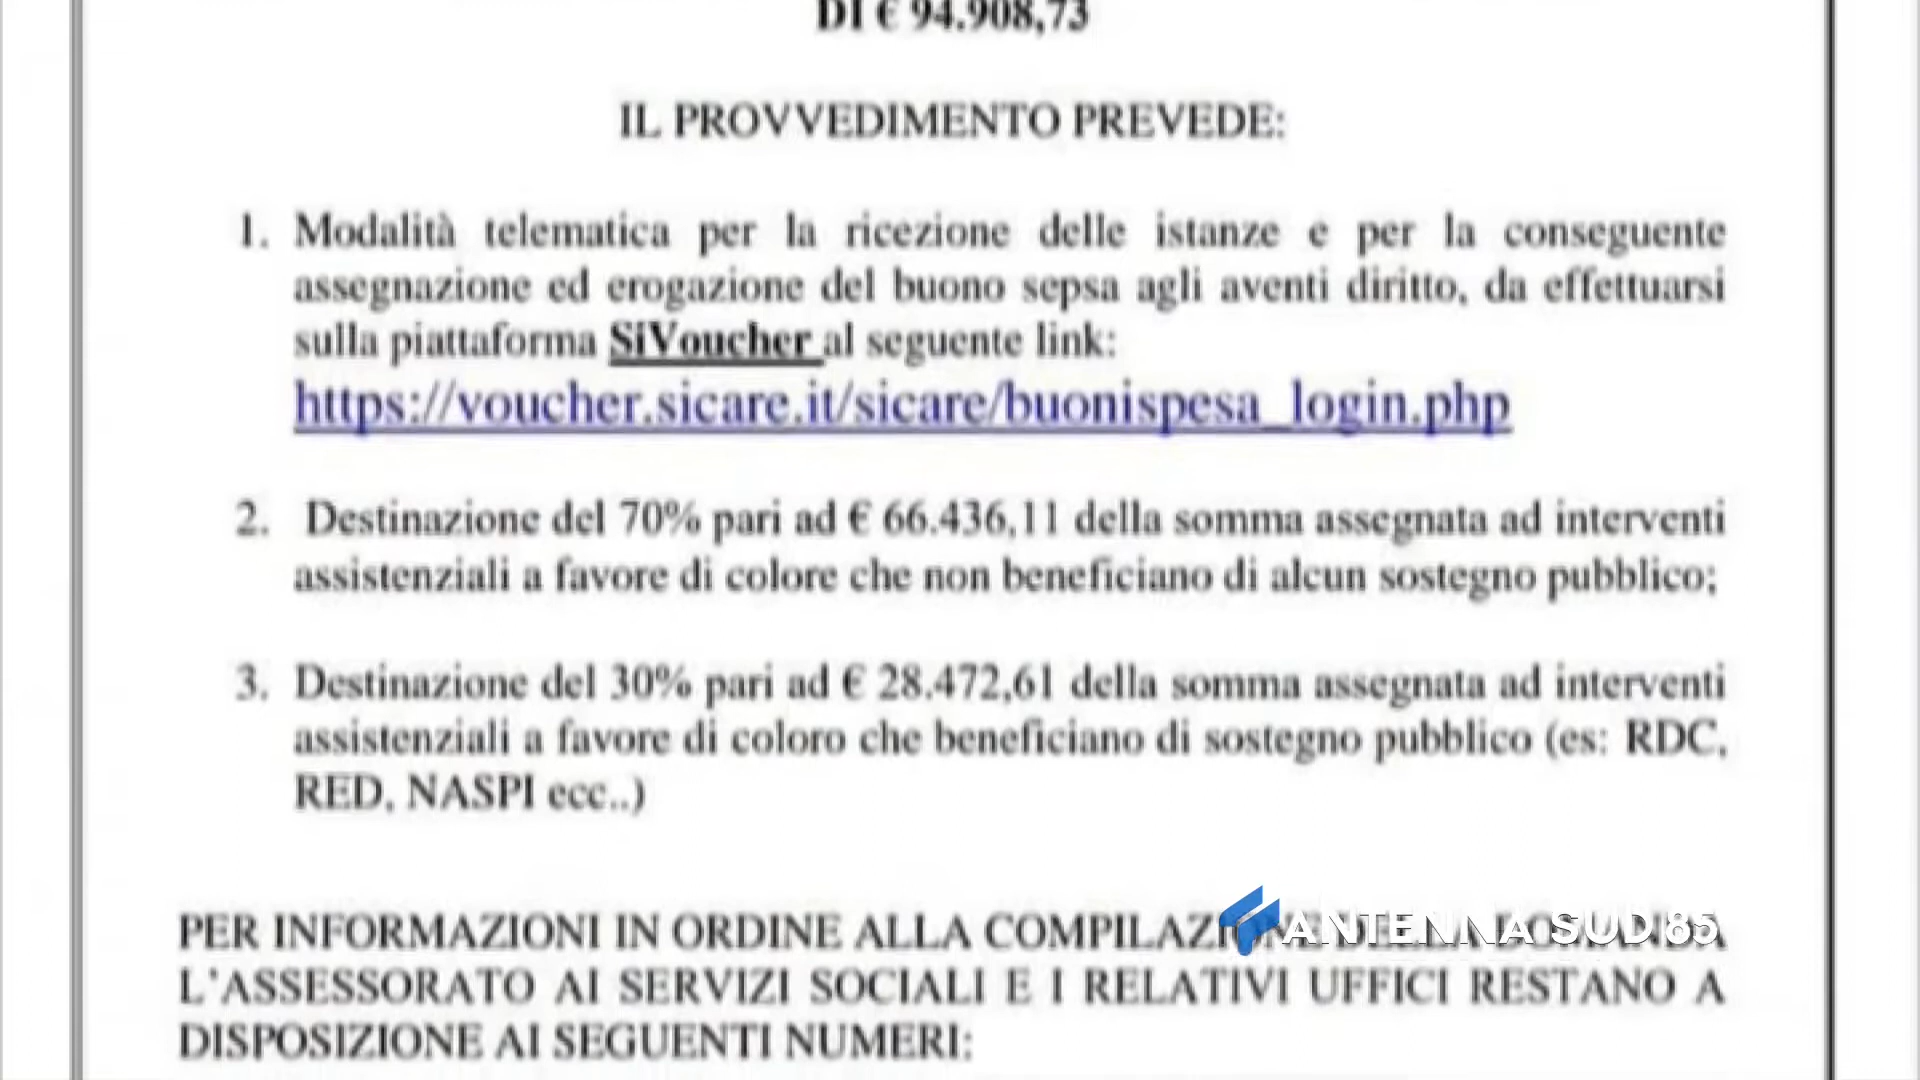 DI € 94.908,73
IL PROVVEDIMENTO PREVEDE:
1. Modalità telematica per la ricezione delle istanze e per la conseguente
assegnazione ed erogazione del buono sepsa agli aventi diritto, da effettuarsi
sulla piattaforma SiVoucher al seguente link:
https://voucher.sicare.it/sicare/buonispesa_login.php
2. Destinazione del 70% pari ad € 66.436,11 della somma assegnata ad interventi
assistenziali a favore di colore che non beneficiano di alcun sostegno pubblico;
3. Destinazione del 30% pari ad € 28.472,61 della somma assegnata ad interventi
assistenziali a favore di coloro che beneficiano di sostegno pubblico (es: RDC,
RED, NASPI ecc..)
PER INFORMAZIONI IN ORDINE ALLA COMPILAZIONE DELLA DOMANDA
ANTENNA SUD 85
L'ASSESSORATO AI SERVIZI SOCIALI E I RELATIVI UFFICI RESTANO A
DISPOSIZIONE AI SEGUENTI NUMERI: